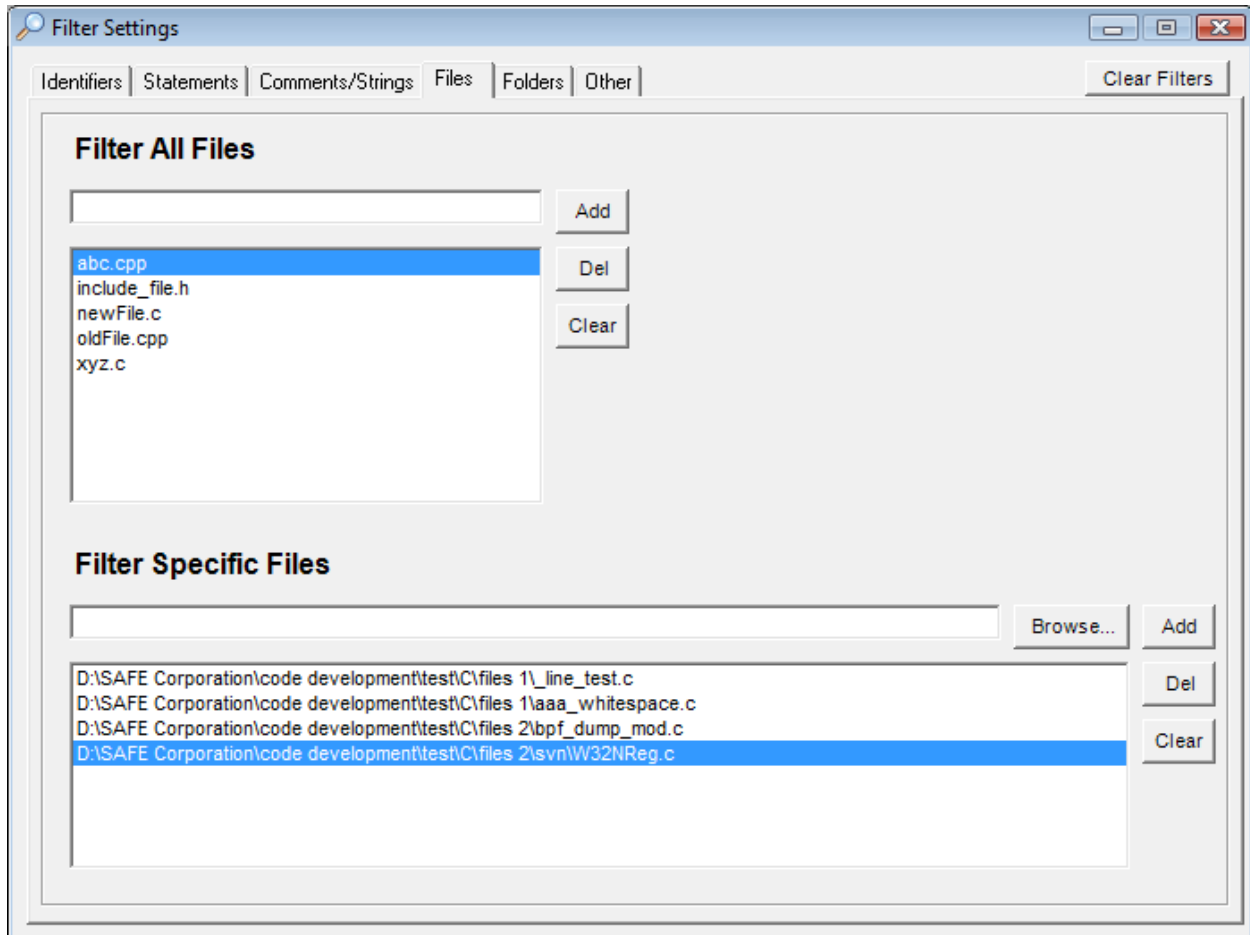 Filter Settings
Identifiers Statements Comments/Strings Files Folders Other Clear Filters
Filter All Files
Add
abc.cpp
include_file.h
newFile.c
oldFile.cpp
xyz.c
Del
Clear
Filter Specific Files
Browse... Add
D:\SAFE Corporation\code development\test\C\files 1\_line_test.c
D:\SAFE Corporation\code development\test\C\files 1\aaa_whitespace.c
D:\SAFE Corporation\code development\test\C\files 2\bpf_dump_mod.c
D:\SAFE Corporation\code development\test\C\files 2\svn\W32NReg.c
Del
Clear